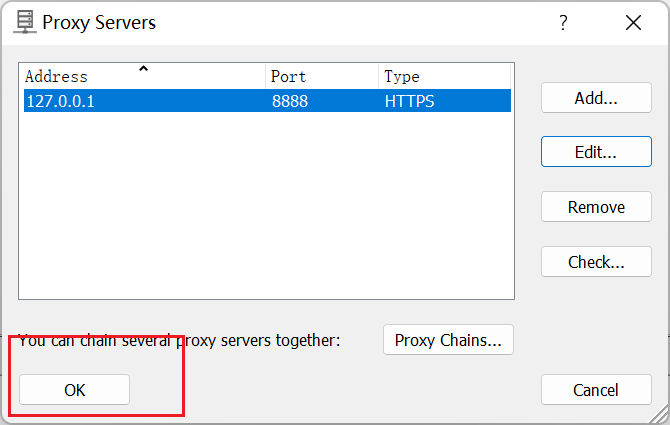 Proxy Servers
Address Port Type
127.0.0.1 8888 HTTPS
Add...
Edit...
Remove
Check...
You can chain several proxy servers together: Proxy Chains...
OK Cancel